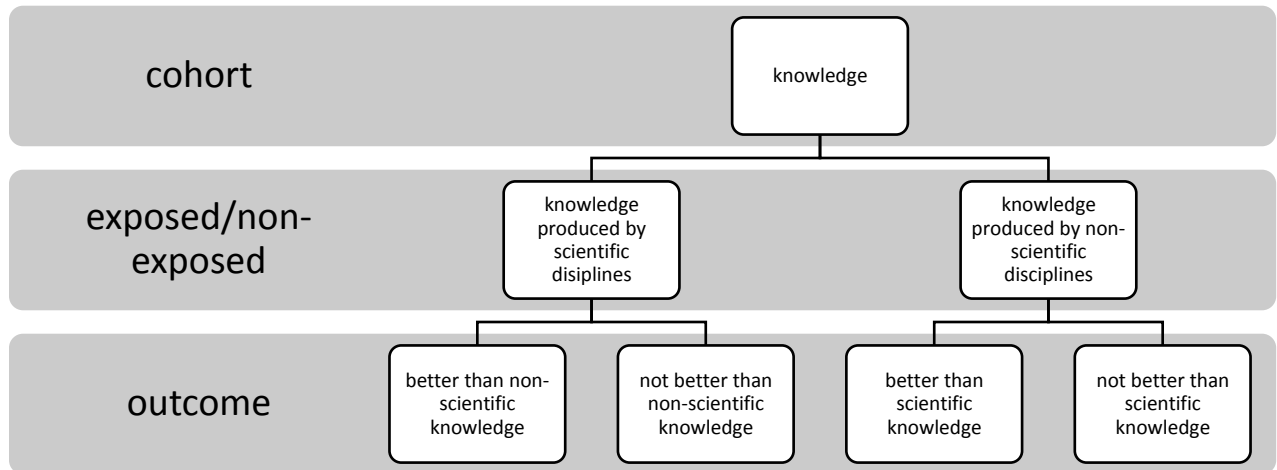 cohort
knowledge
exposed/non-
exposed
knowledge
produced by
scientific
disiplines
knowledge
produced by non-
scientific
disciplines
outcome
better than non-
scientific
knowledge
not better than
non-scientific
knowledge
better than
scientific
knowledge
not better than
scientific
knowledge